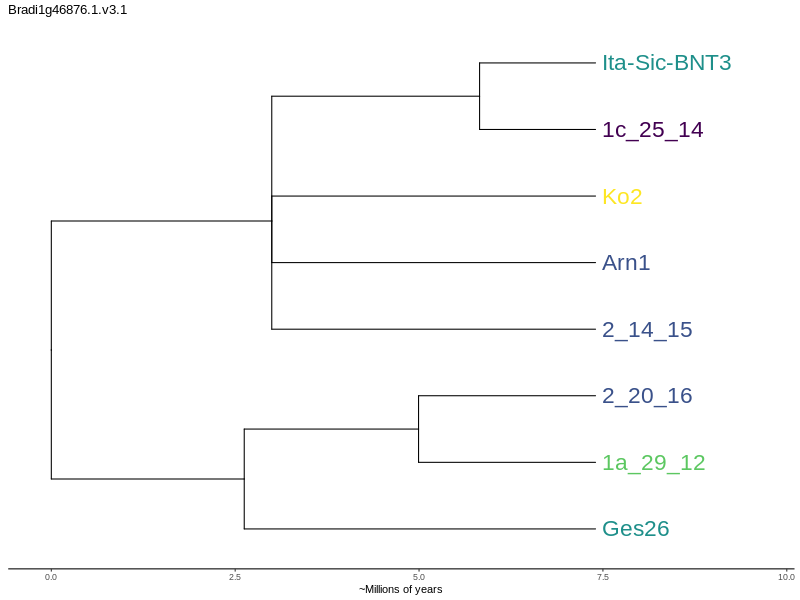 Bradi1g46876.1.v3.1
Ita-Sic-BNT3
1c_25_14
Ko2
Arn1
2_14_15
2_20_16
1a_29_12
Ges26
0.0 2.5 5.0 7.5 10.0
~Millions of years